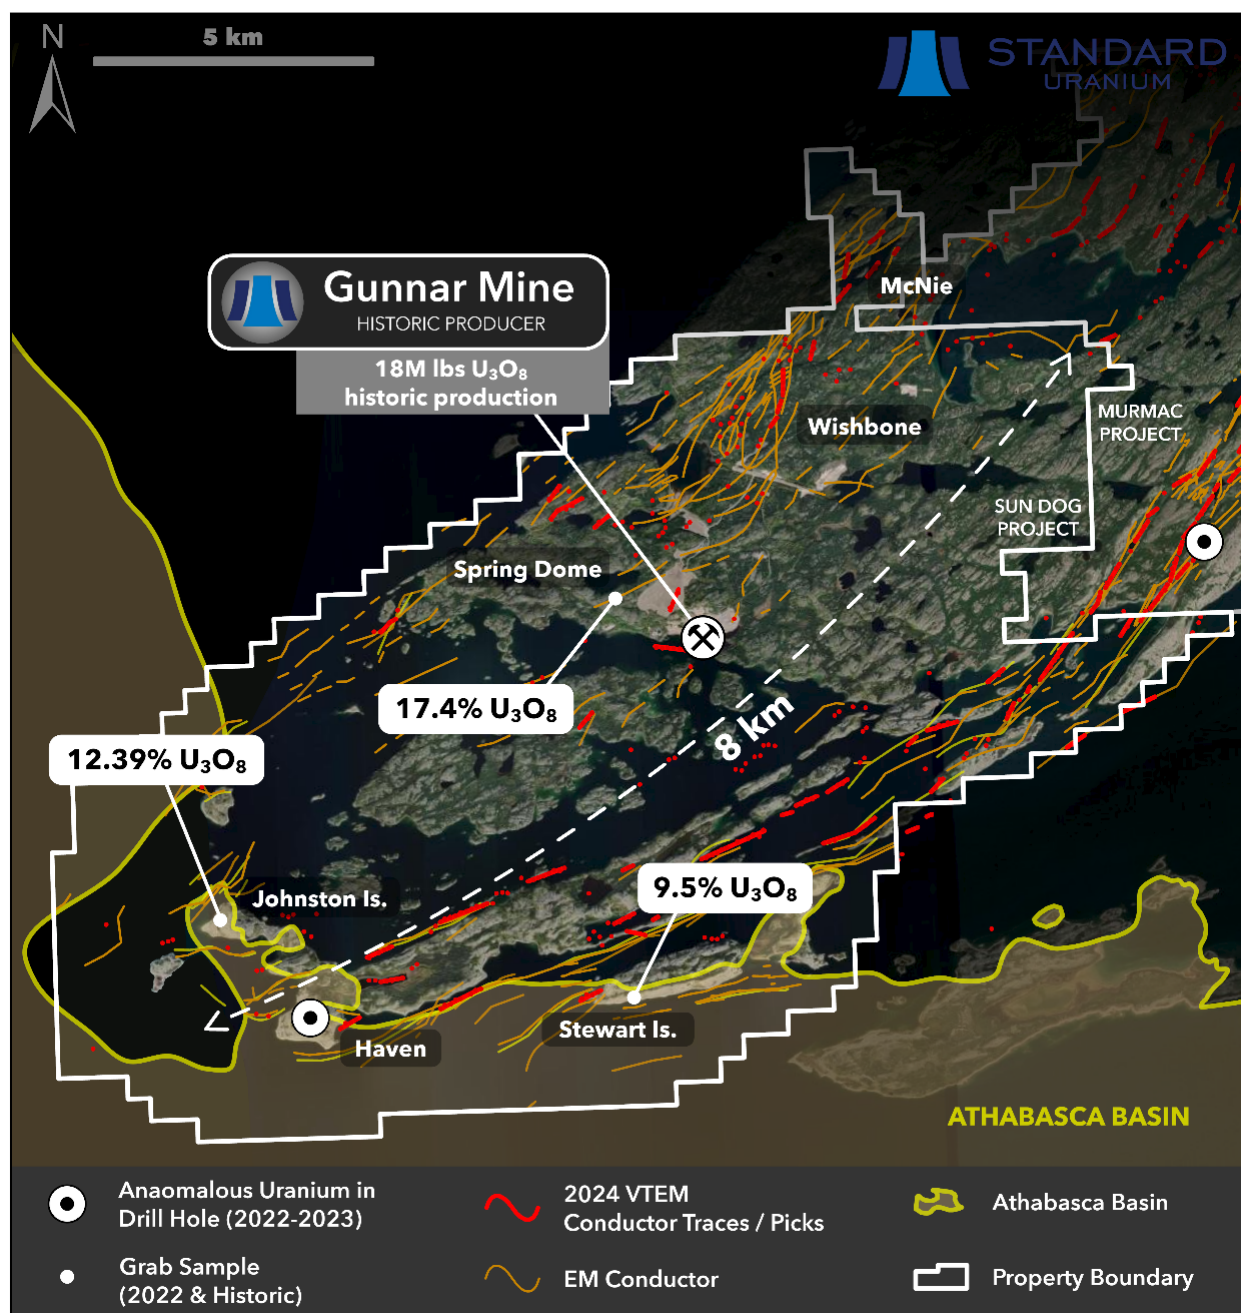 N
5 km
STANDARD
URANIUM
Gunnar Mine
HISTORIC PRODUCER
18M lbs U₃O₈
historic production
McNie
Wishbone
MURMAC
PROJECT
SUN DOG
PROJECT
Spring Dome
17.4% U₃O₈
8 km
12.39% U₃O₈
9.5% U₃O₈
Johnston Is.
Stewart Is.
Haven
ATHABASCA BASIN
Anaomalous Uranium in
Drill Hole (2022-2023)
2024 VTEM
Conductor Traces / Picks
Athabasca Basin
Grab Sample
(2022 & Historic)
EM Conductor
Property Boundary